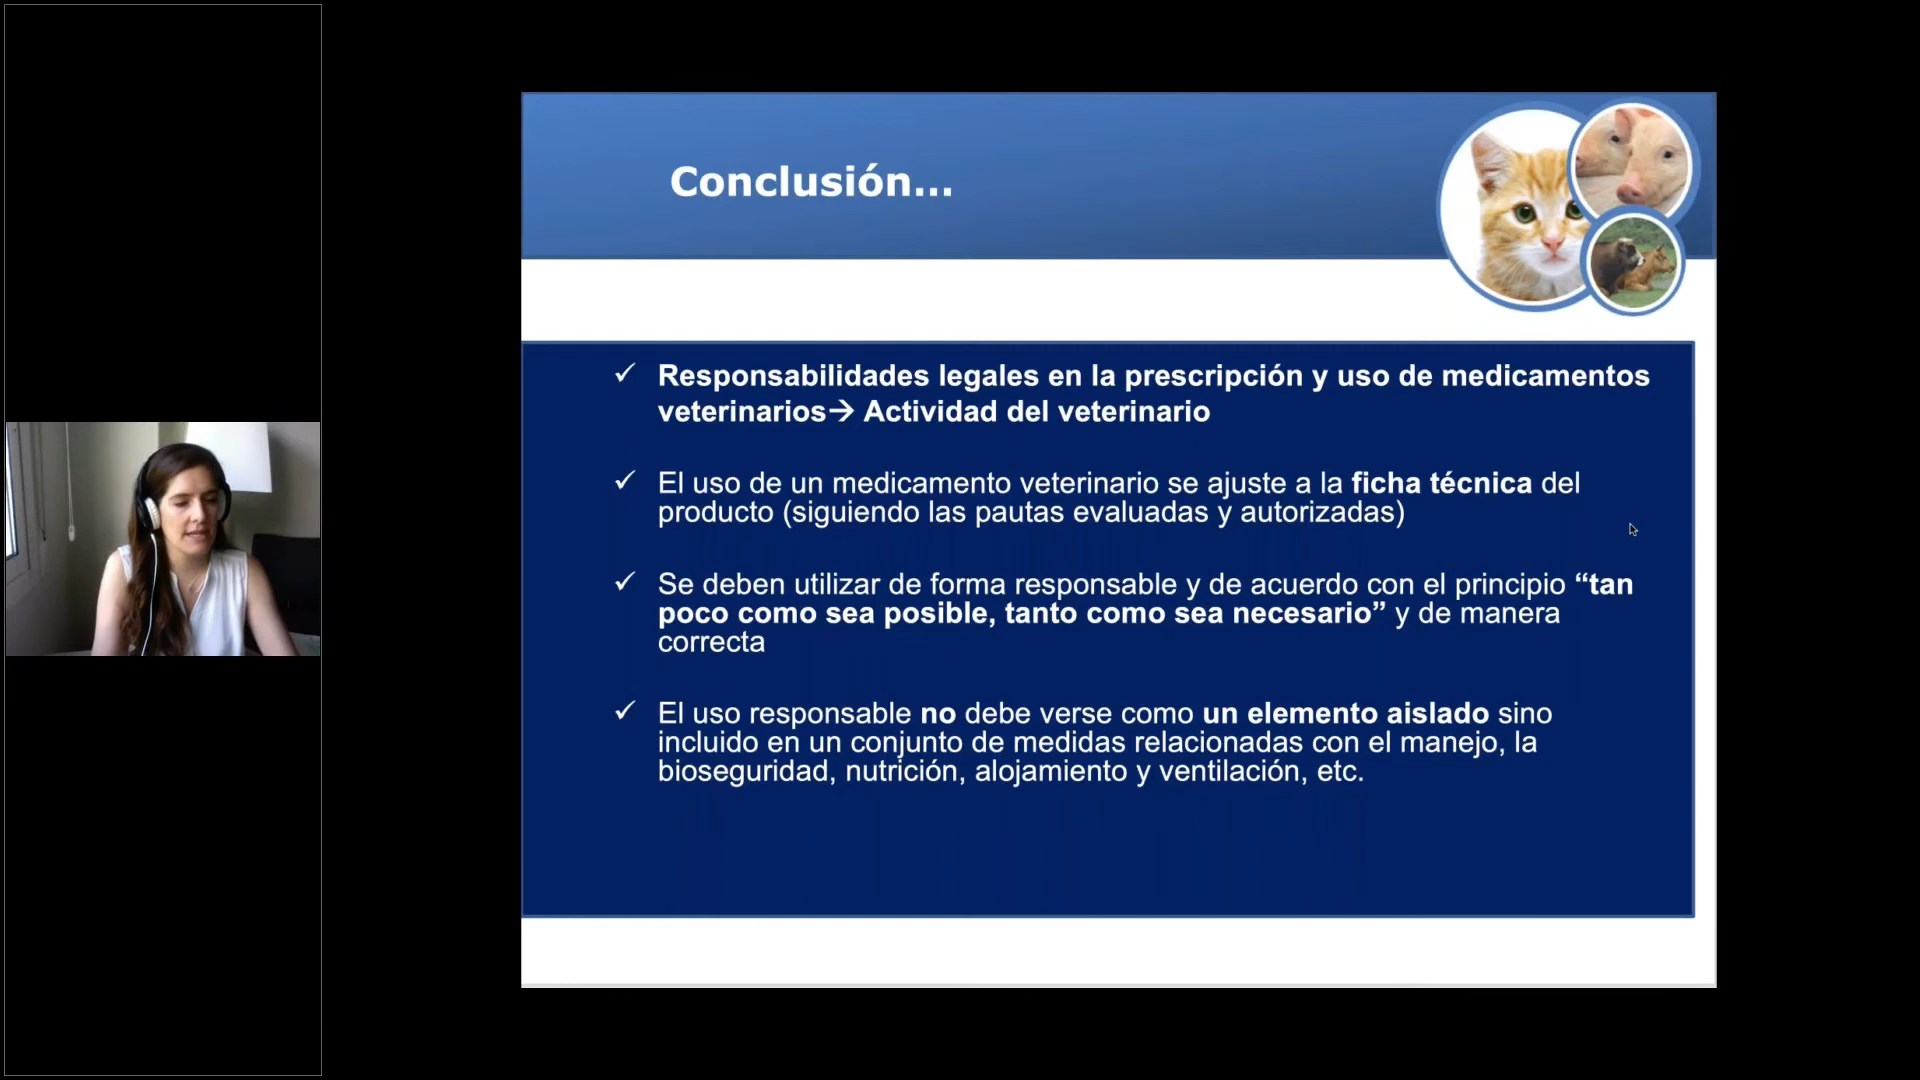 Conclusión...
✓ Responsabilidades legales en la prescripción y uso de medicamentos
veterinarios→ Actividad del veterinario
✓ El uso de un medicamento veterinario se ajuste a la ficha técnica del
producto (siguiendo las pautas evaluadas y autorizadas)
✓ Se deben utilizar de forma responsable y de acuerdo con el principio “tan
poco como sea posible, tanto como sea necesario” y de manera
correcta
✓ El uso responsable no debe verse como un elemento aislado sino
incluido en un conjunto de medidas relacionadas con el manejo, la
bioseguridad, nutrición, alojamiento y ventilación, etc.